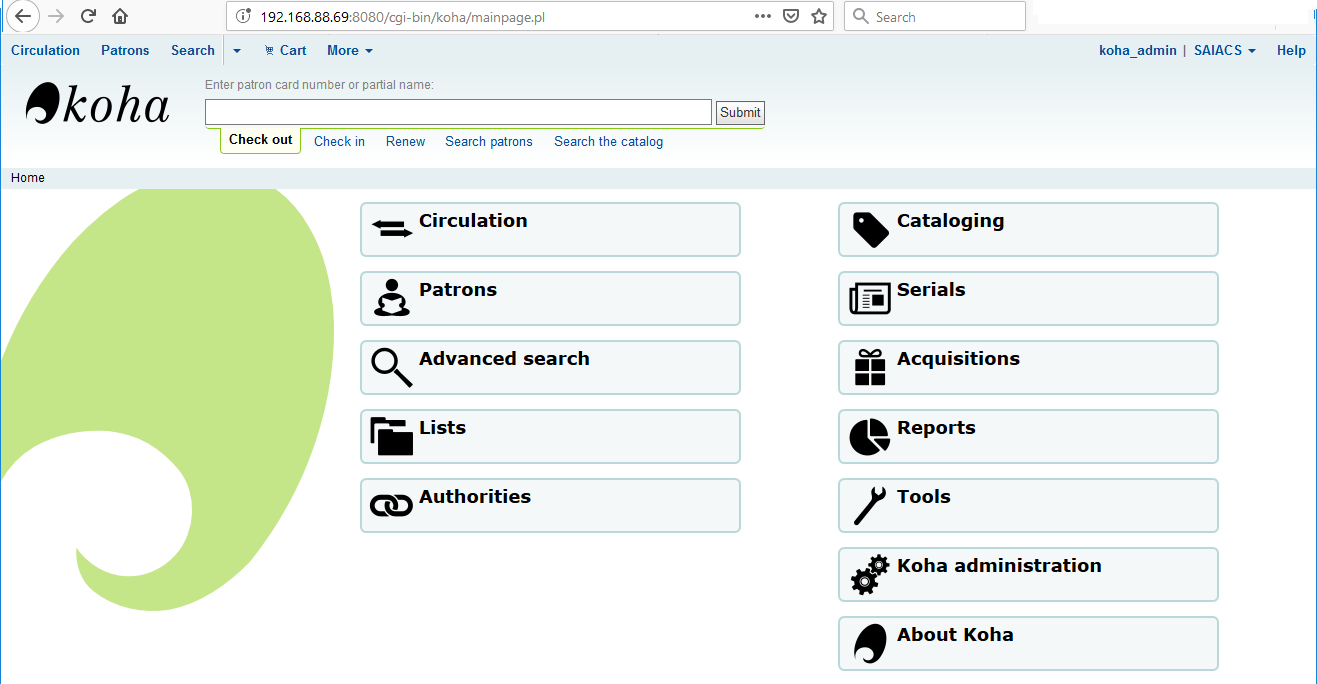 192.168.88.69:8080/cgi-bin/koha/mainpage.pl
Search
Circulation Patrons Search Cart More koha_admin | SAIACS Help
koha
Enter patron card number or partial name:
Submit
Check out Check in Renew Search patrons Search the catalog
Home
Circulation
Patrons
Advanced search
Lists
Authorities
Cataloging
Serials
Acquisitions
Reports
Tools
Koha administration
About Koha